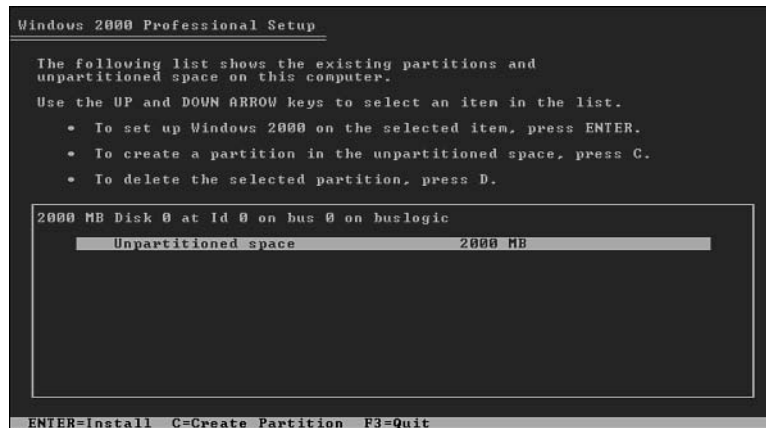 Windows 2000 Professional Setup
The following list shows the existing partitions and
unpartitioned space on this computer.
Use the UP and DOWN ARROW keys to select an item in the list.
• To set up Windows 2000 on the selected item, press ENTER.
• To create a partition in the unpartitioned space, press C.
• To delete the selected partition, press D.
2000 MB Disk 0 at Id 0 on bus 0 on buslogic
Unpartitioned space 2000 MB
ENTER=Install C=Create Partition F3=Quit